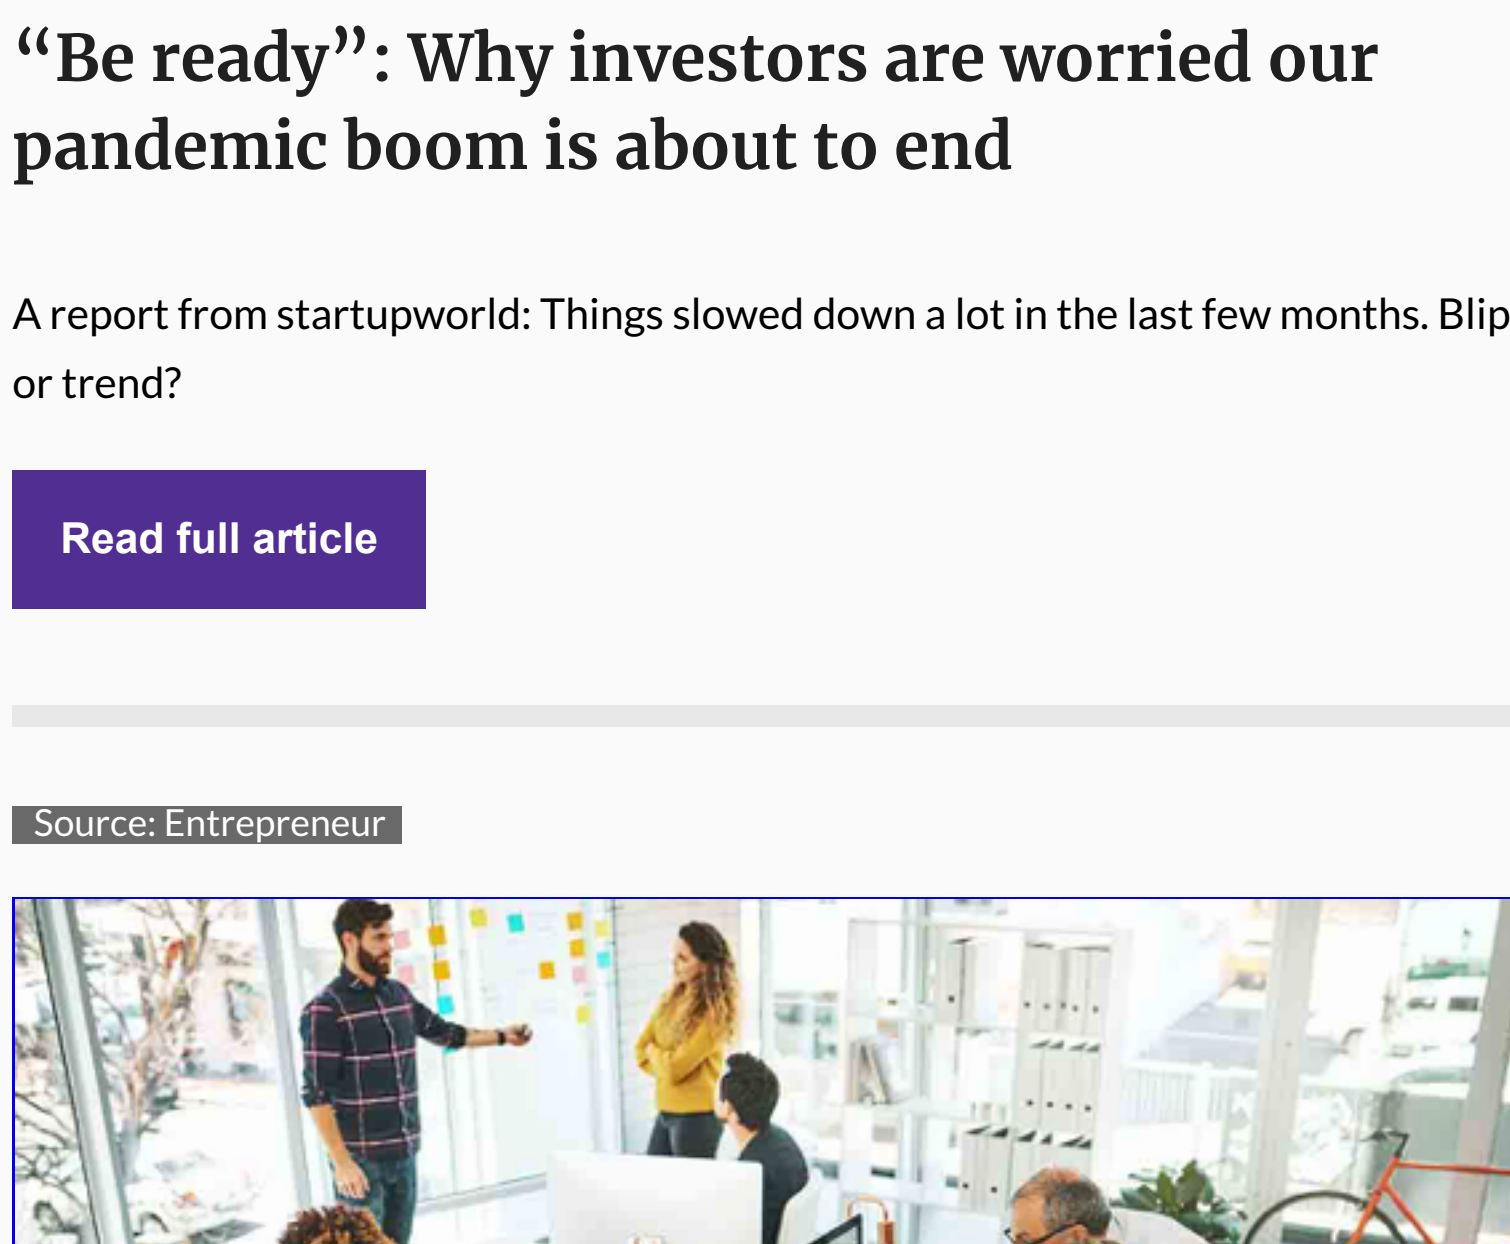 “Be ready”: Why investors are worried our
pandemic boom is about to end
A report from startupworld: Things slowed down a lot in the last few months. Blip
or trend?
Read full article
Source: Entrepreneur